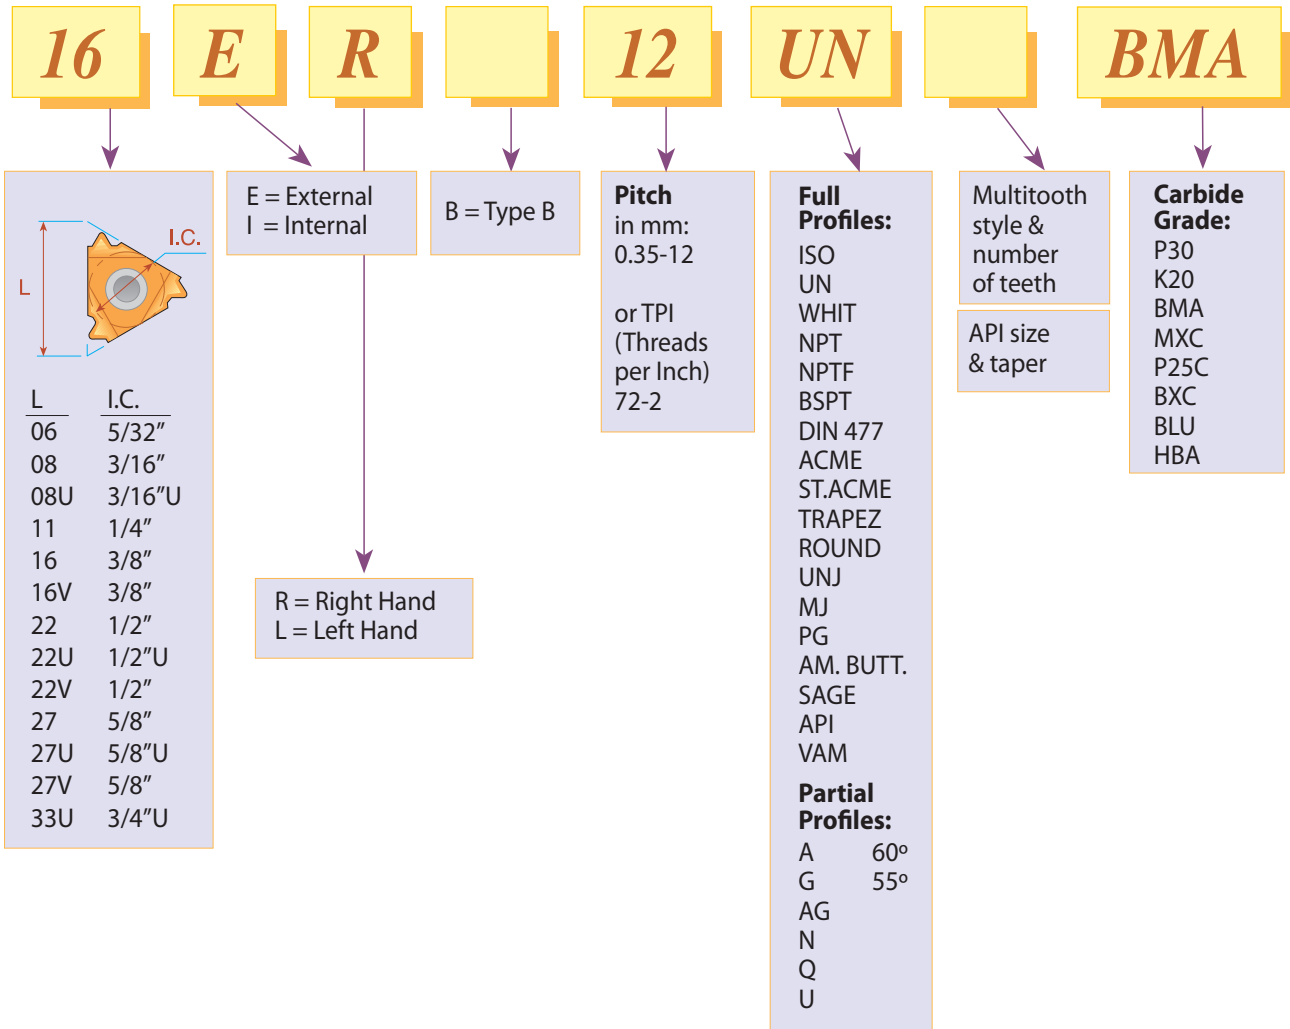 16 E R 12 UN BMA
L
I.C.
L I.C.
06 5/32"
08 3/16"
08U 3/16"U
11 1/4"
16 3/8"
16V 3/8"
22 1/2"
22U 1/2"U
22V 1/2"
27 5/8"
27U 5/8"U
27V 5/8"
33U 3/4"U
E = External
I = Internal
R = Right Hand
L = Left Hand
B = Type B
Pitch
in mm:
0.35-12
or TPI
(Threads
per Inch)
72-2
Full
Profiles:
ISO
UN
WHIT
NPT
NPTF
BSPT
DIN 477
ACME
ST.ACME
TRAPEZ
ROUND
UNJ
MJ
PG
AM. BUTT.
SAGE
API
VAM
Partial
Profiles:
A 60º
G 55º
AG
N
Q
U
Multitooth
style &
number
of teeth
API size
& taper
Carbide
Grade:
P30
K20
BMA
MXC
P25C
BXC
BLU
HBA